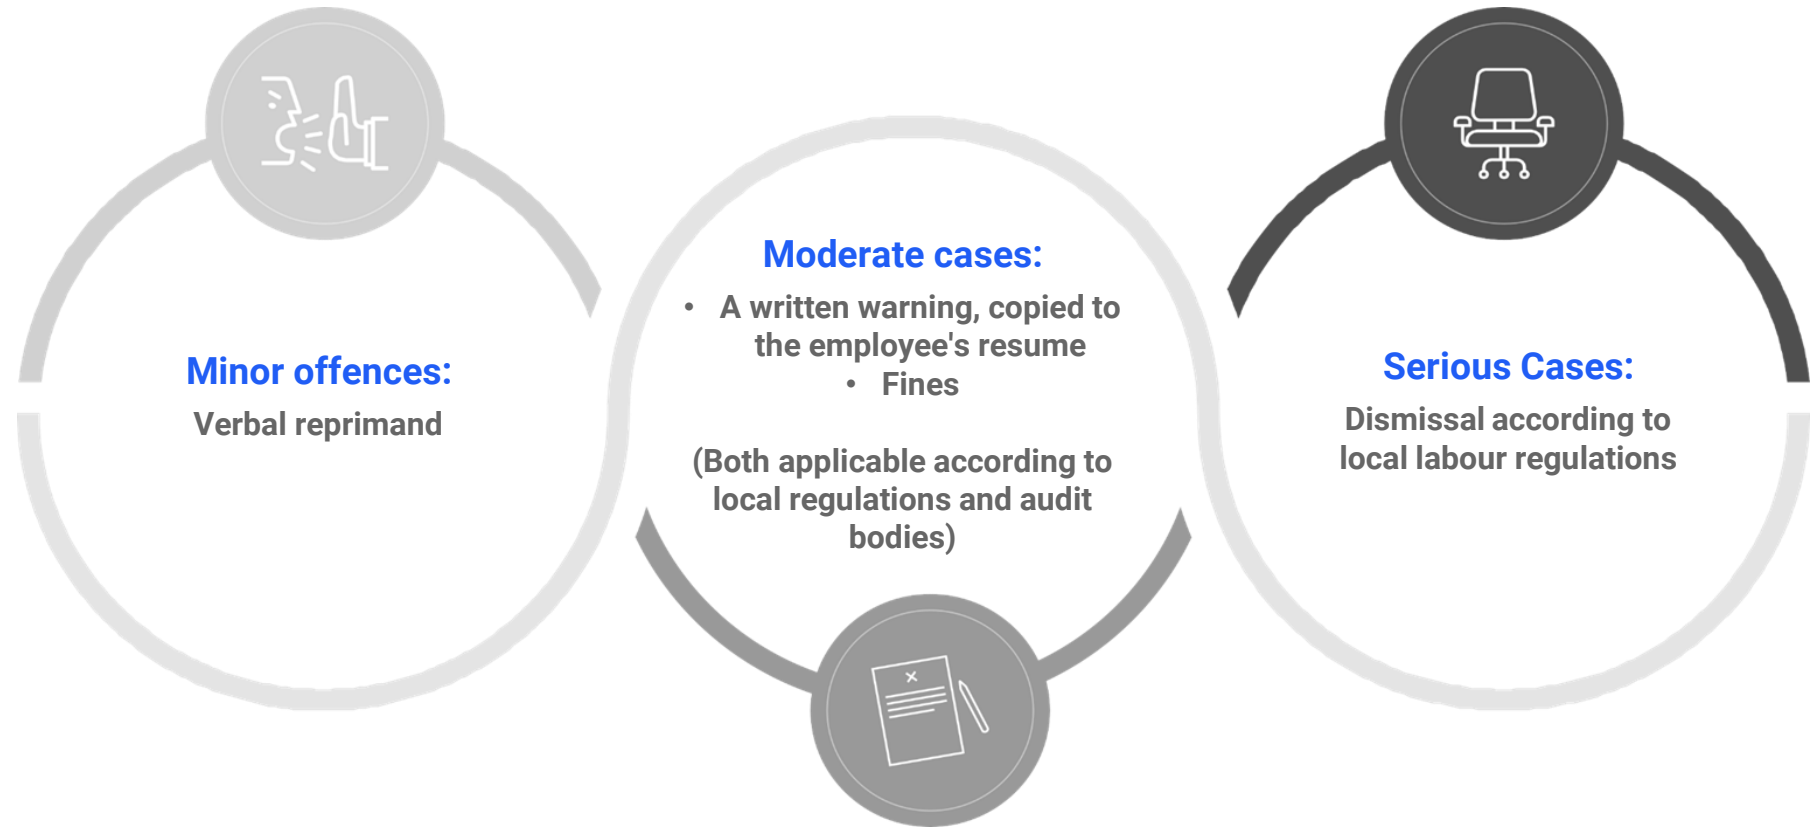 Minor offences:
Verbal reprimand
Moderate cases:
• A written warning, copied to
the employee's resume
• Fines
(Both applicable according to
local regulations and audit
bodies)
Serious Cases:
Dismissal according to
local labour regulations